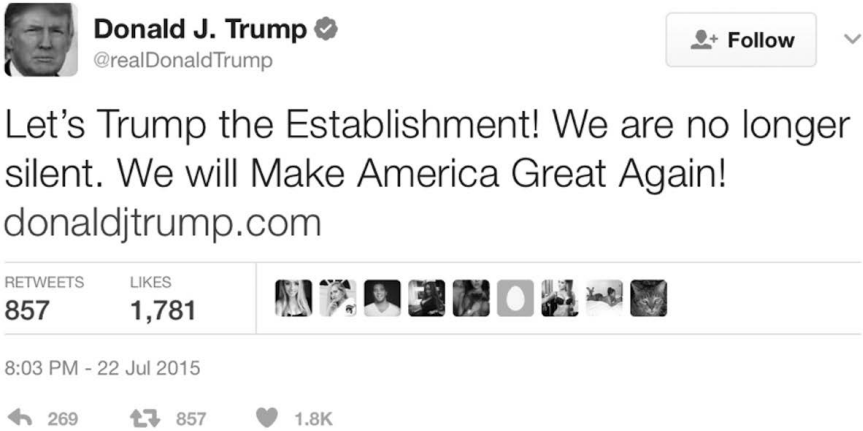 Donald J. Trump
@realDonaldTrump
Follow
Let’s Trump the Establishment! We are no longer
silent. We will Make America Great Again!
donaldjtrump.com
RETWEETS LIKES
857 1,781
8:03 PM - 22 Jul 2015
269 857 1.8K